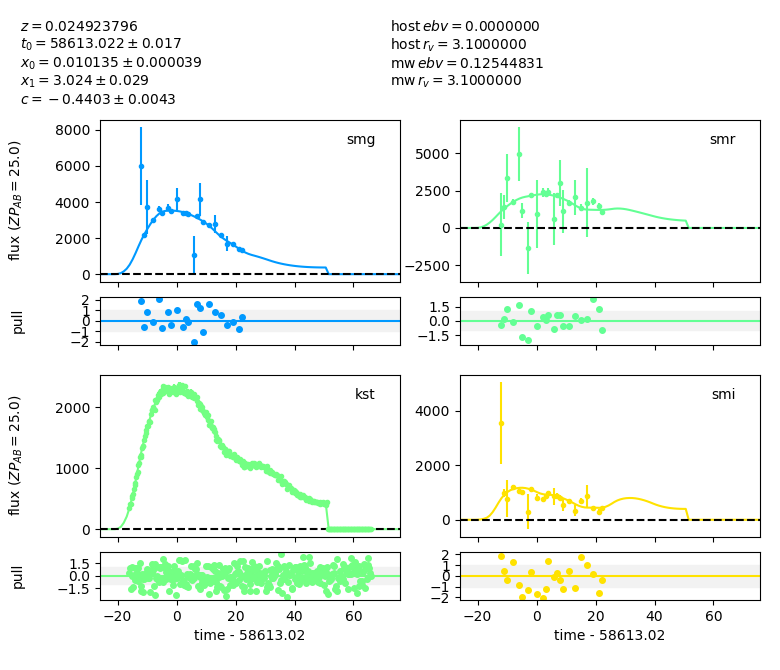 z = 0.024923796
t0 = 58613.022 ± 0.017
x0 = 0.010135 ± 0.000039
x1 = 3.024 ± 0.029
c = −0.4403 ± 0.0043
host ebv = 0.0000000
host rv = 3.1000000
mw ebv = 0.12544831
mw rv = 3.1000000
flux (ZPAB = 25.0)
8000
6000
4000
2000
0
smg
5000
2500
0
−2500
smr
pull
2
1
0
−1
−2
1.5
0.0
−1.5
flux (ZPAB = 25.0)
2000
1000
0
kst
4000
2000
0
smi
pull
1.5
0.0
−1.5
2
1
0
−1
−2
−20 0 20 40 60
−20 0 20 40 60
time - 58613.02
time - 58613.02